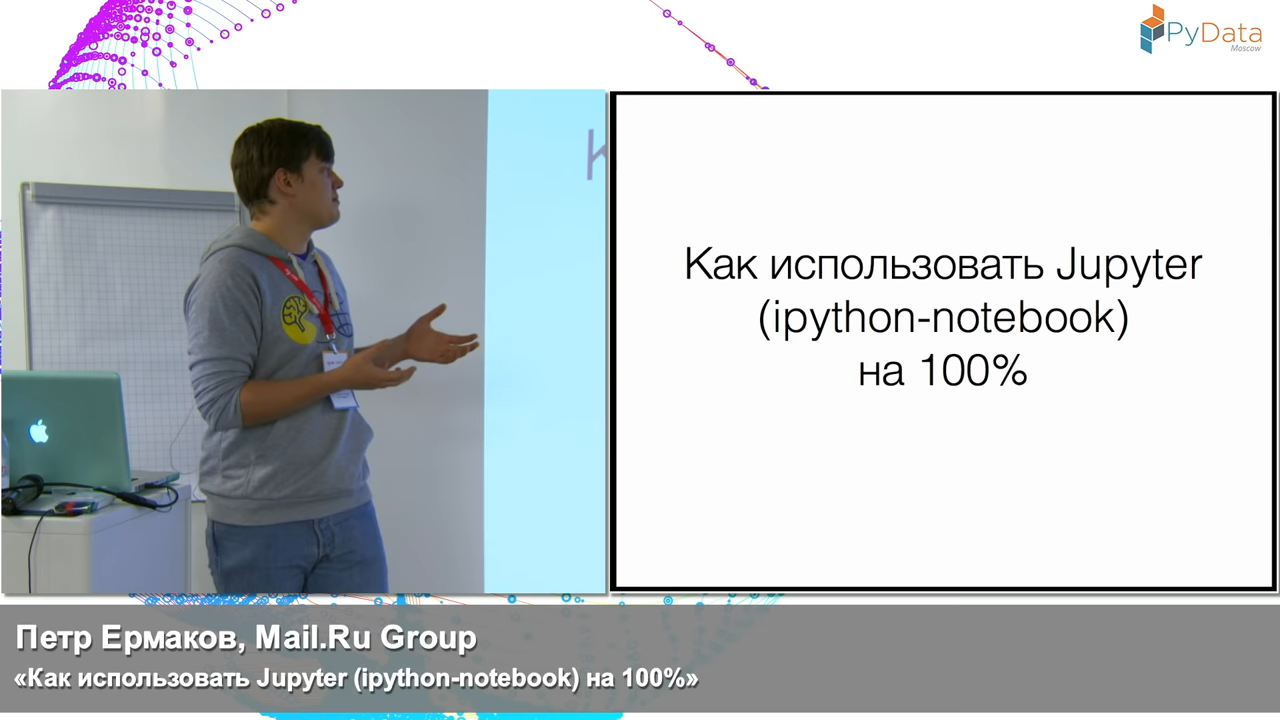 PyData
Moscow
К
Как использовать Jupyter
(ipython-notebook)
на 100%
Петр Ермаков, Mail.Ru Group
«Как использовать Jupyter (ipython-notebook) на 100%»